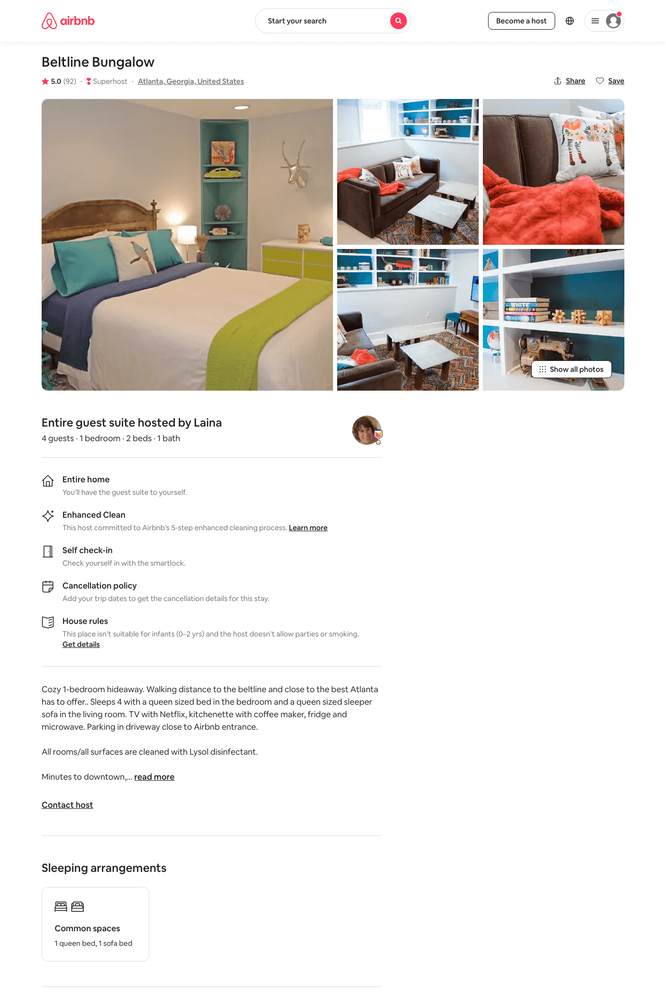 airbnb
Start your search
Become a host
Beltline Bungalow
5.0 (92) · Superhost · Atlanta, Georgia, United States
Share
Save
WHITE
Show all photos
Entire guest suite hosted by Laina
4 guests · 1 bedroom · 2 beds · 1 bath
Entire home
You’ll have the guest suite to yourself.
Enhanced Clean
This host committed to Airbnb's 5-step enhanced cleaning process. Learn more
Self check-in
Check yourself in with the smartlock.
Cancellation policy
Add your trip dates to get the cancellation details for this stay.
House rules
This place isn’t suitable for infants (0–2 yrs) and the host doesn’t allow parties or smoking.
Get details
Cozy 1-bedroom hideaway. Walking distance to the beltline and close to the best Atlanta
has to offer.. Sleeps 4 with a queen sized bed in the bedroom and a queen sized sleeper
sofa in the living room. TV with Netflix, kitchenette with coffee maker, fridge and
microwave. Parking in driveway close to Airbnb entrance.
All rooms/all surfaces are cleaned with Lysol disinfectant.
Minutes to downtown,... read more
Contact host
Sleeping arrangements
Common spaces
1 queen bed, 1 sofa bed